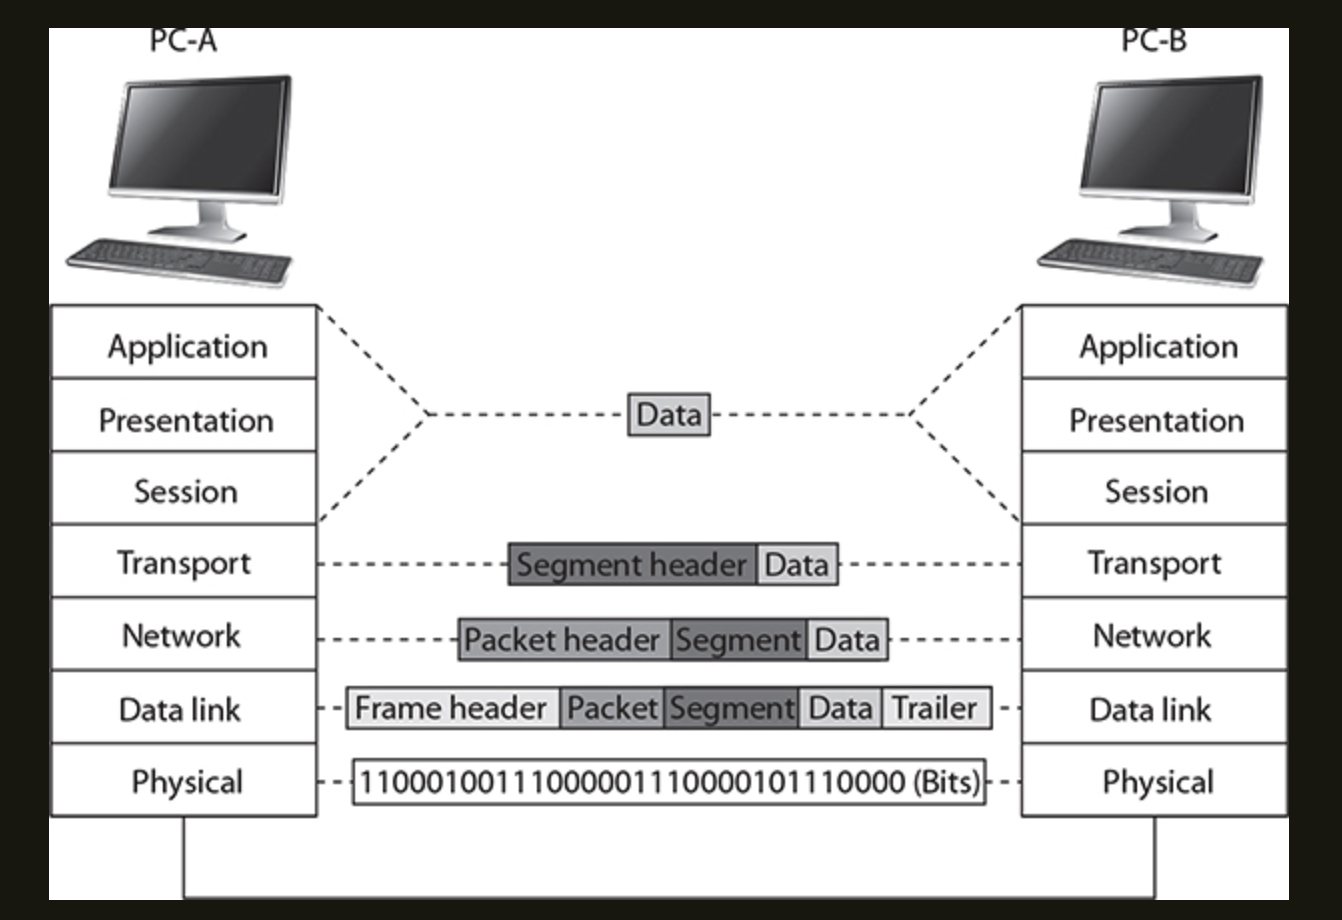 PC-A PC-B
Application Application
Presentation Data Presentation
Session Session
Transport Segment header Data Transport
Network Packet header Segment Data Network
Data link Frame header Packet Segment Data Trailer Data link
Physical 11000100111000001110000101110000 (Bits) Physical